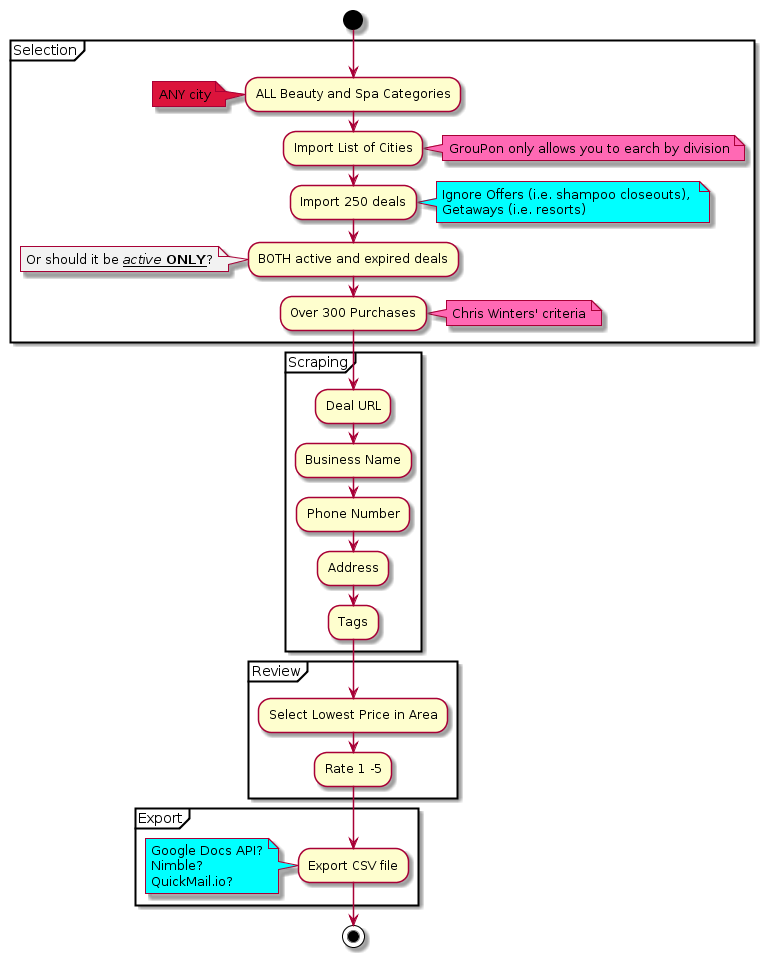 Selection
ANY city
ALL Beauty and Spa Categories
Import List of Cities
GrouPon only allows you to earch by division
Import 250 deals
Ignore Offers (i.e. shampoo closeouts),
Getaways (i.e. resorts)
Or should it be active ONLY?
BOTH active and expired deals
Over 300 Purchases
Chris Winters' criteria
Scraping
Deal URL
Business Name
Phone Number
Address
Tags
Review
Select Lowest Price in Area
Rate 1 -5
Export
Google Docs API?
Nimble?
QuickMail.io?
Export CSV file